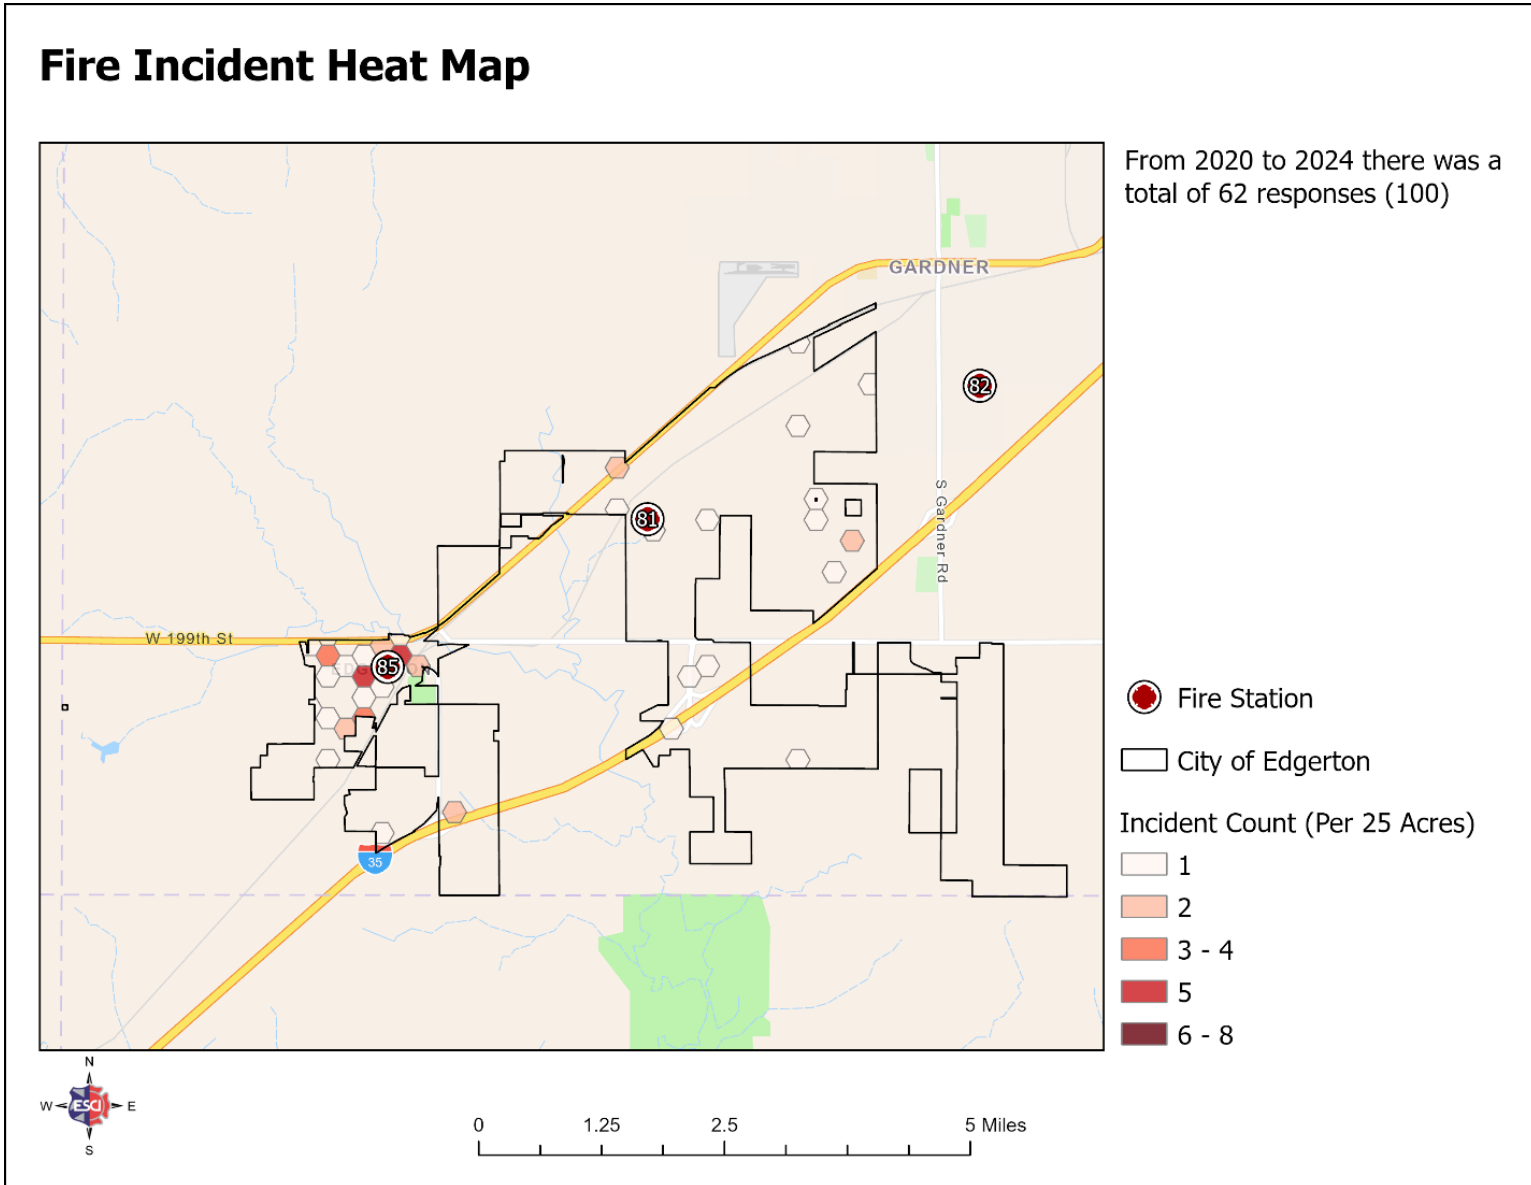 Fire Incident Heat Map
From 2020 to 2024 there was a
total of 62 responses (100)
GARDNER
82
81
S Gardner Rd
W 199th St
85
35
Fire Station
City of Edgerton
Incident Count (Per 25 Acres)
1
2
3 - 4
5
6 - 8
N
W
ESCI
E
S
0 1.25 2.5 5 Miles